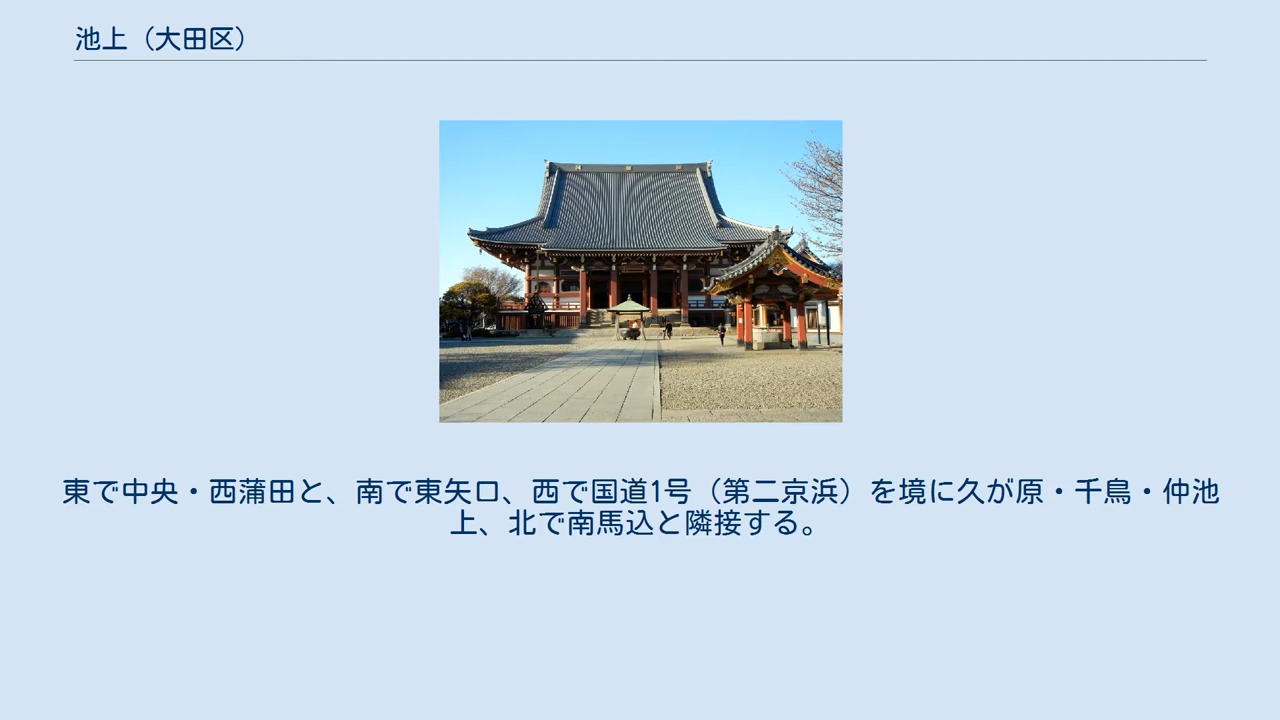 池上（大田区）
東で中央・西蒲田と、南で東矢口、西で国道1号（第二京浜）を境に久が原・千鳥・仲池
上、北で南馬込と隣接する。